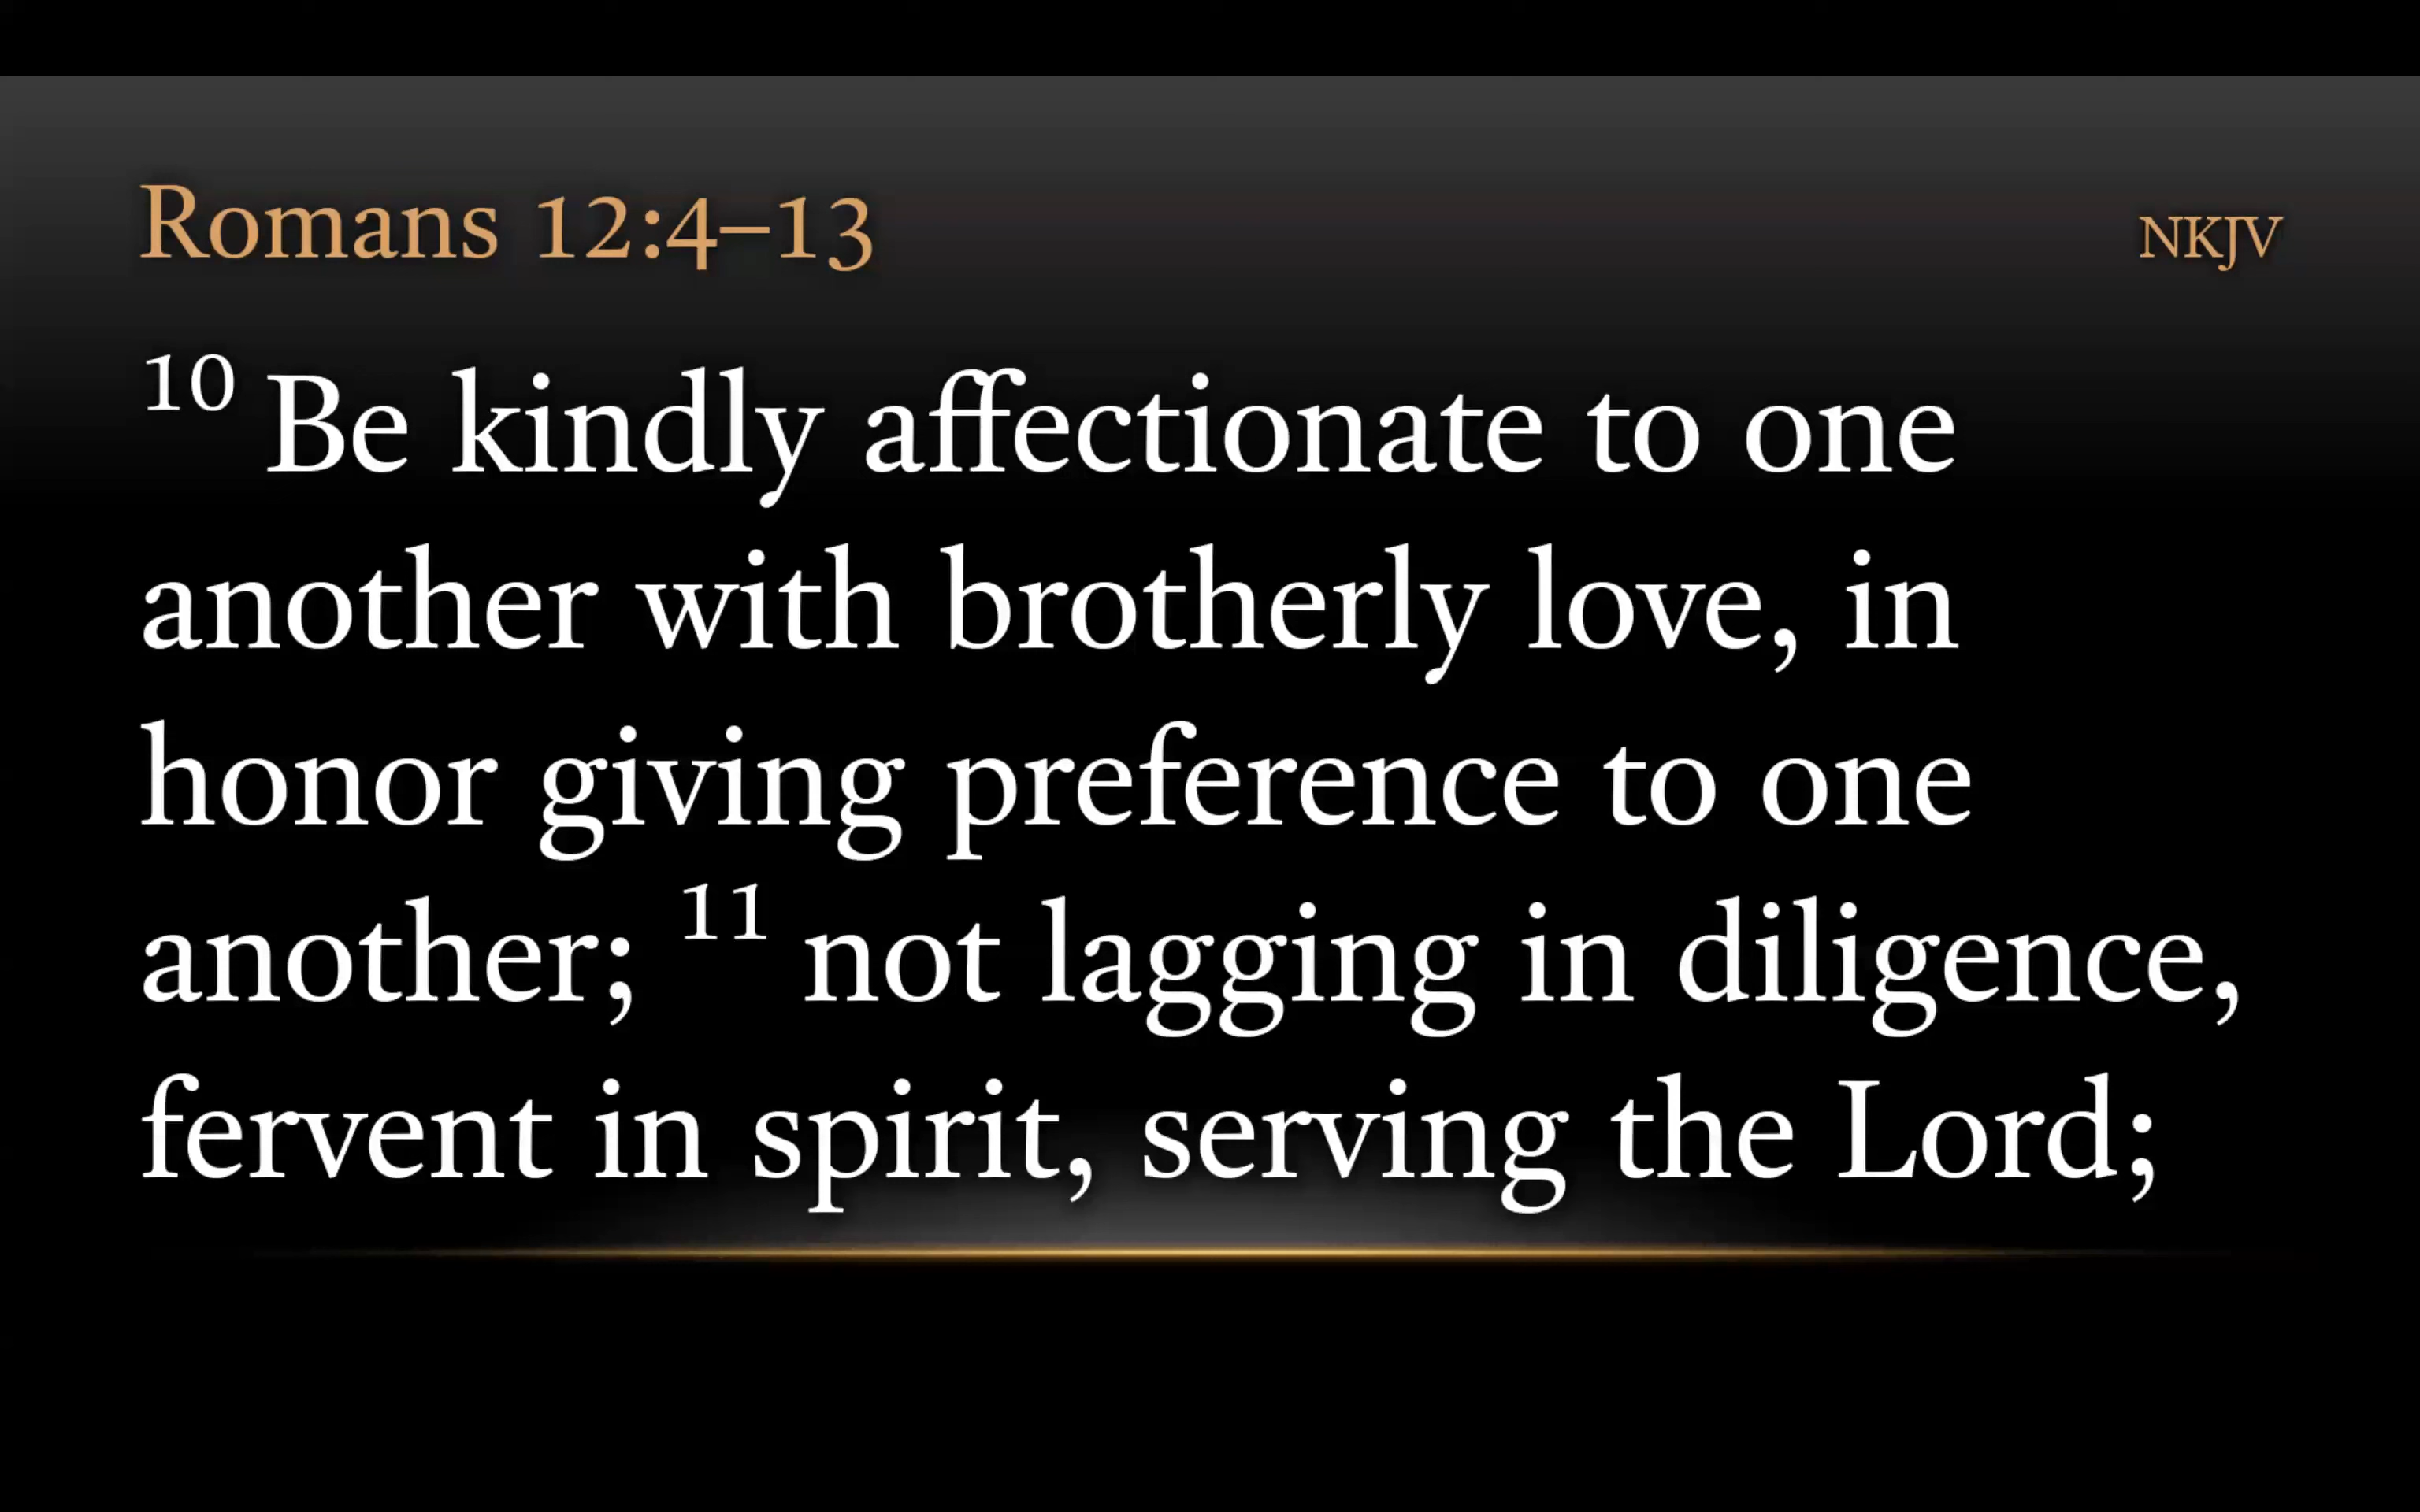 Romans 12:4–13
NKJV
10 Be kindly affectionate to one
another with brotherly love, in
honor giving preference to one
another; 11 not lagging in diligence,
fervent in spirit, serving the Lord;